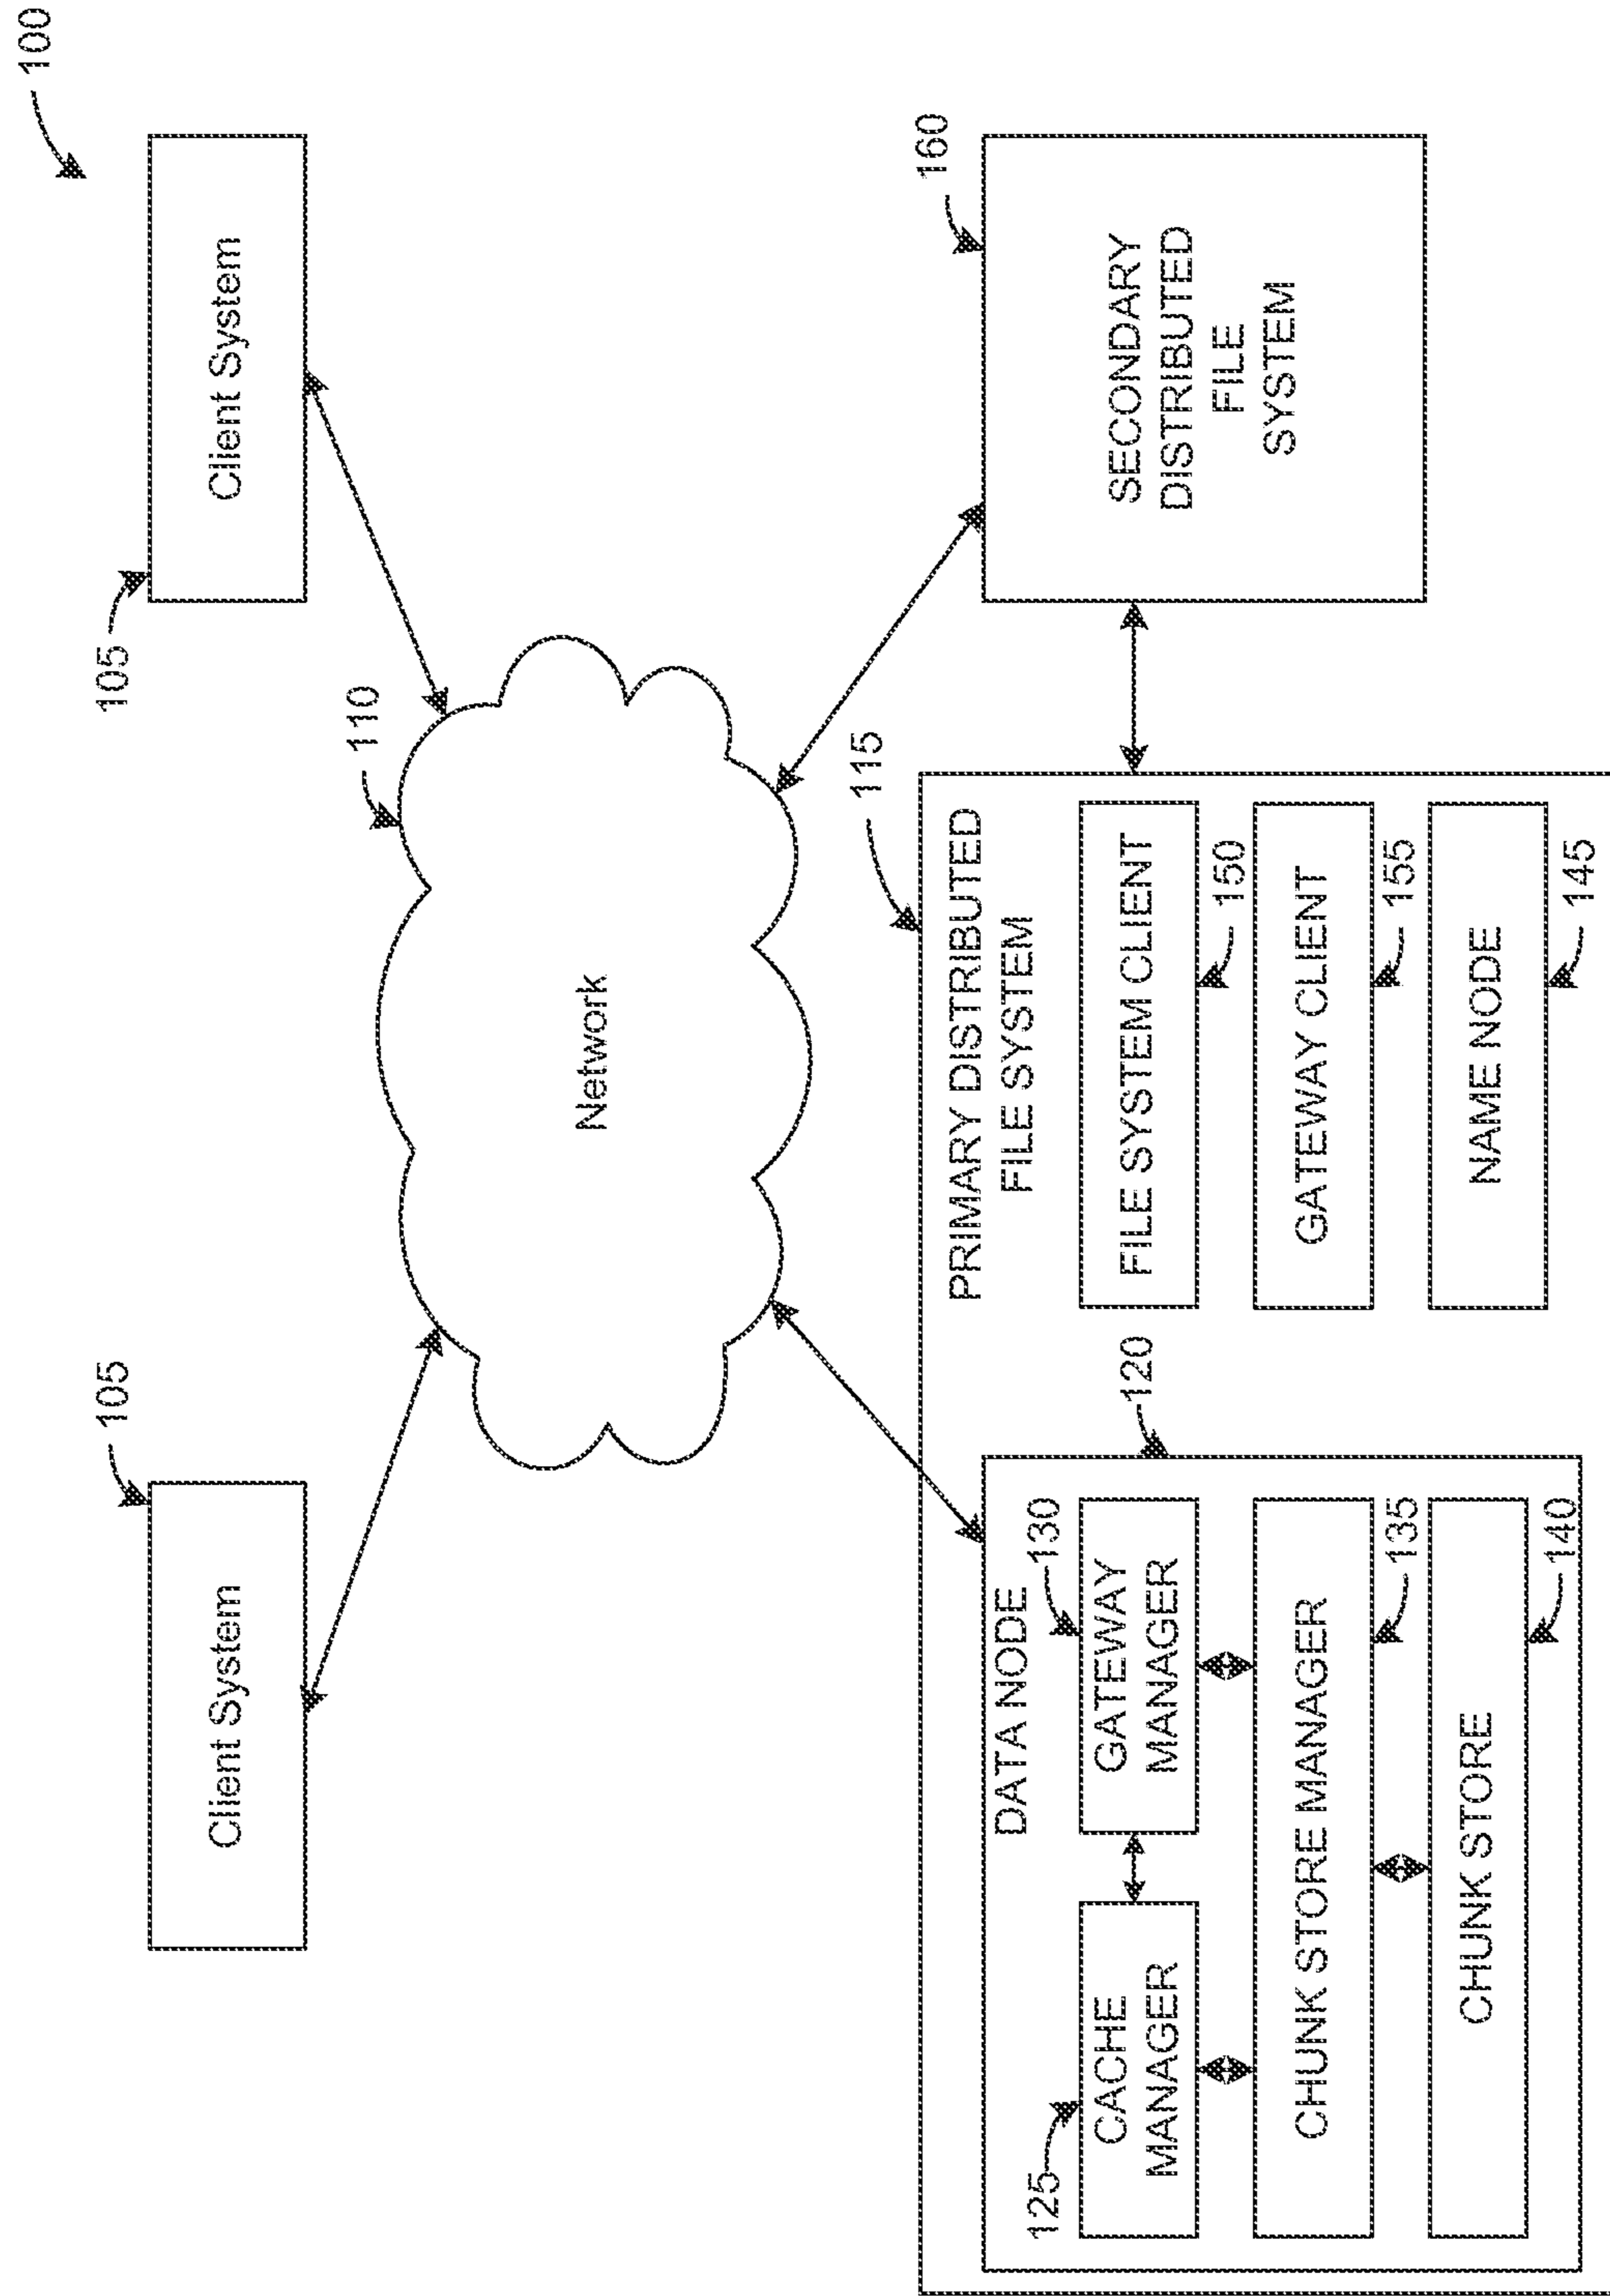 100
105
Client System
105
Client System
110
Network
115
PRIMARY DISTRIBUTED
FILE SYSTEM
120
DATA NODE
125
CACHE
MANAGER
130
GATEWAY
MANAGER
CHUNK STORE MANAGER
135
CHUNK STORE
140
FILE SYSTEM CLIENT
150
GATEWAY CLIENT
155
NAME NODE
145
160
SECONDARY
DISTRIBUTED
FILE
SYSTEM